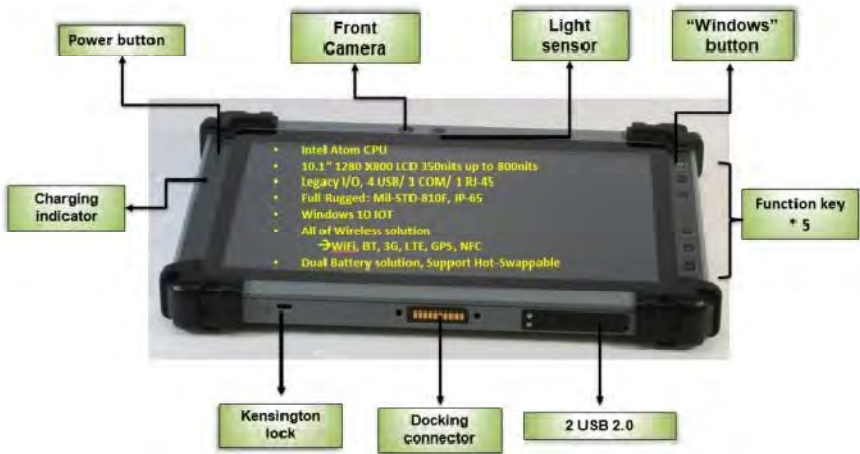 Power button
Front
Camera
Light
sensor
"Windows"
button
Charging
indicator
• Intel Atom CPU
• 10.1" 1280 X800 LCD 350nits up to 800nits
• Legacy I/O, 4 USB/ 1 COM/ 1 RJ-45
• Full Rugged: Mil-STD-810F, IP-65
• Windows 10 IOT
• All of Wireless solution
→WiFi, BT, 3G, LTE, GPS, NFC
• Dual Battery solution, Support Hot-Swappable
Function key
* 5
Kensington
lock
Docking
connector
2 USB 2.0